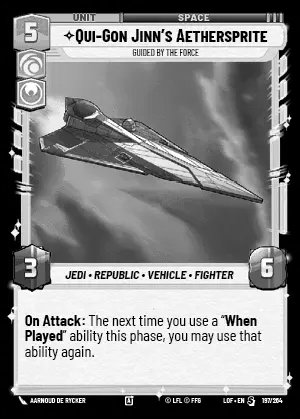 UNIT SPACE
5
✧Qui-Gon Jinn's Aethersprite
GUIDED BY THE FORCE
3
6
JEDI • REPUBLIC • VEHICLE • FIGHTER
On Attack: The next time you use a "When
Played" ability this phase, you may use that
ability again.
AARNOUD DE RYCKER A © LFL © FFG LOF • EN S 197/264